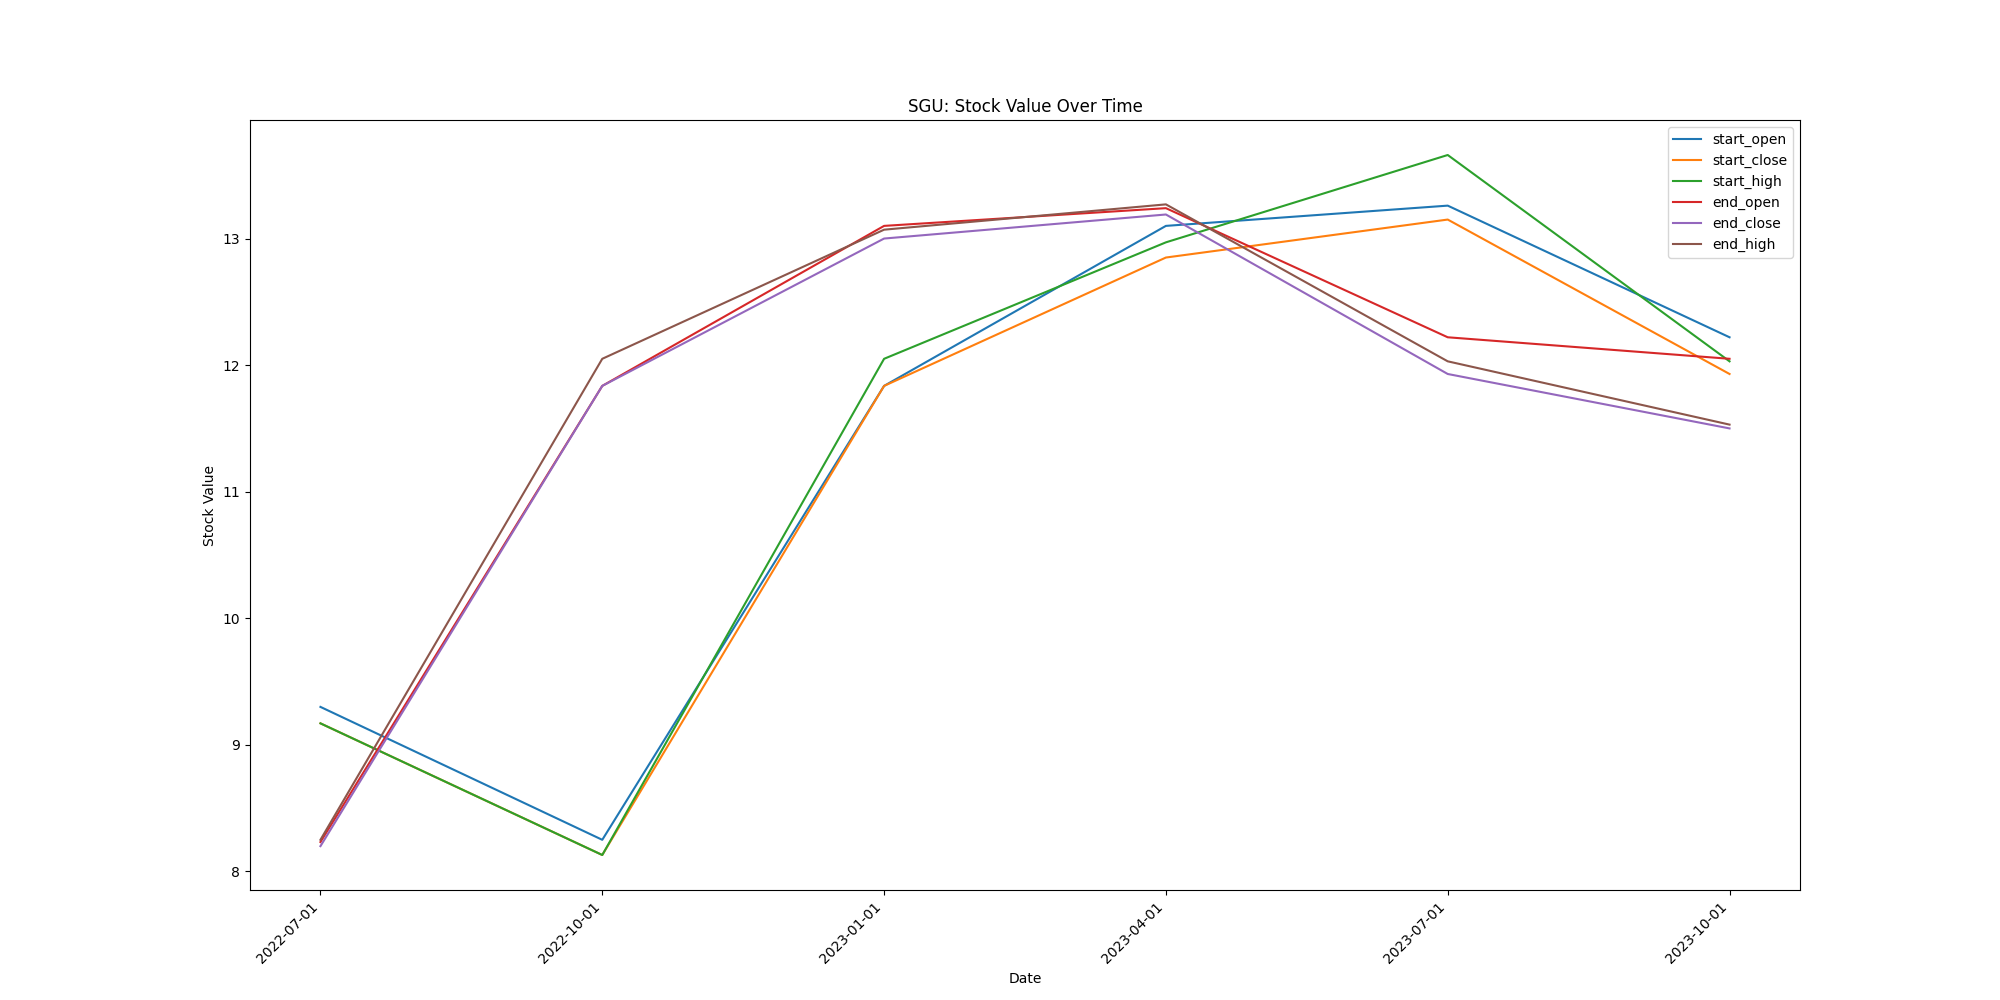 SGU: Stock Value Over Time
start_open
start_close
start_high
end_open
end_close
end_high
Stock Value
13
12
11
10
9
8
2022-07-01
2022-10-01
2023-01-01
2023-04-01
2023-07-01
2023-10-01
Date